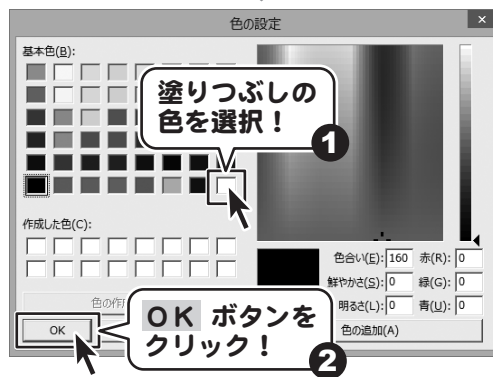 色の設定
×
基本色(B):
塗りつぶしの
色を選択！
1
作成した色(C):
色合い(E): 160 赤(R): 0
鮮やかさ(S): 0 緑(G): 0
明るさ(L): 0 青(U): 0
色の作
OK
色の追加(A)
ＯＫ ボタンを
クリック！
2